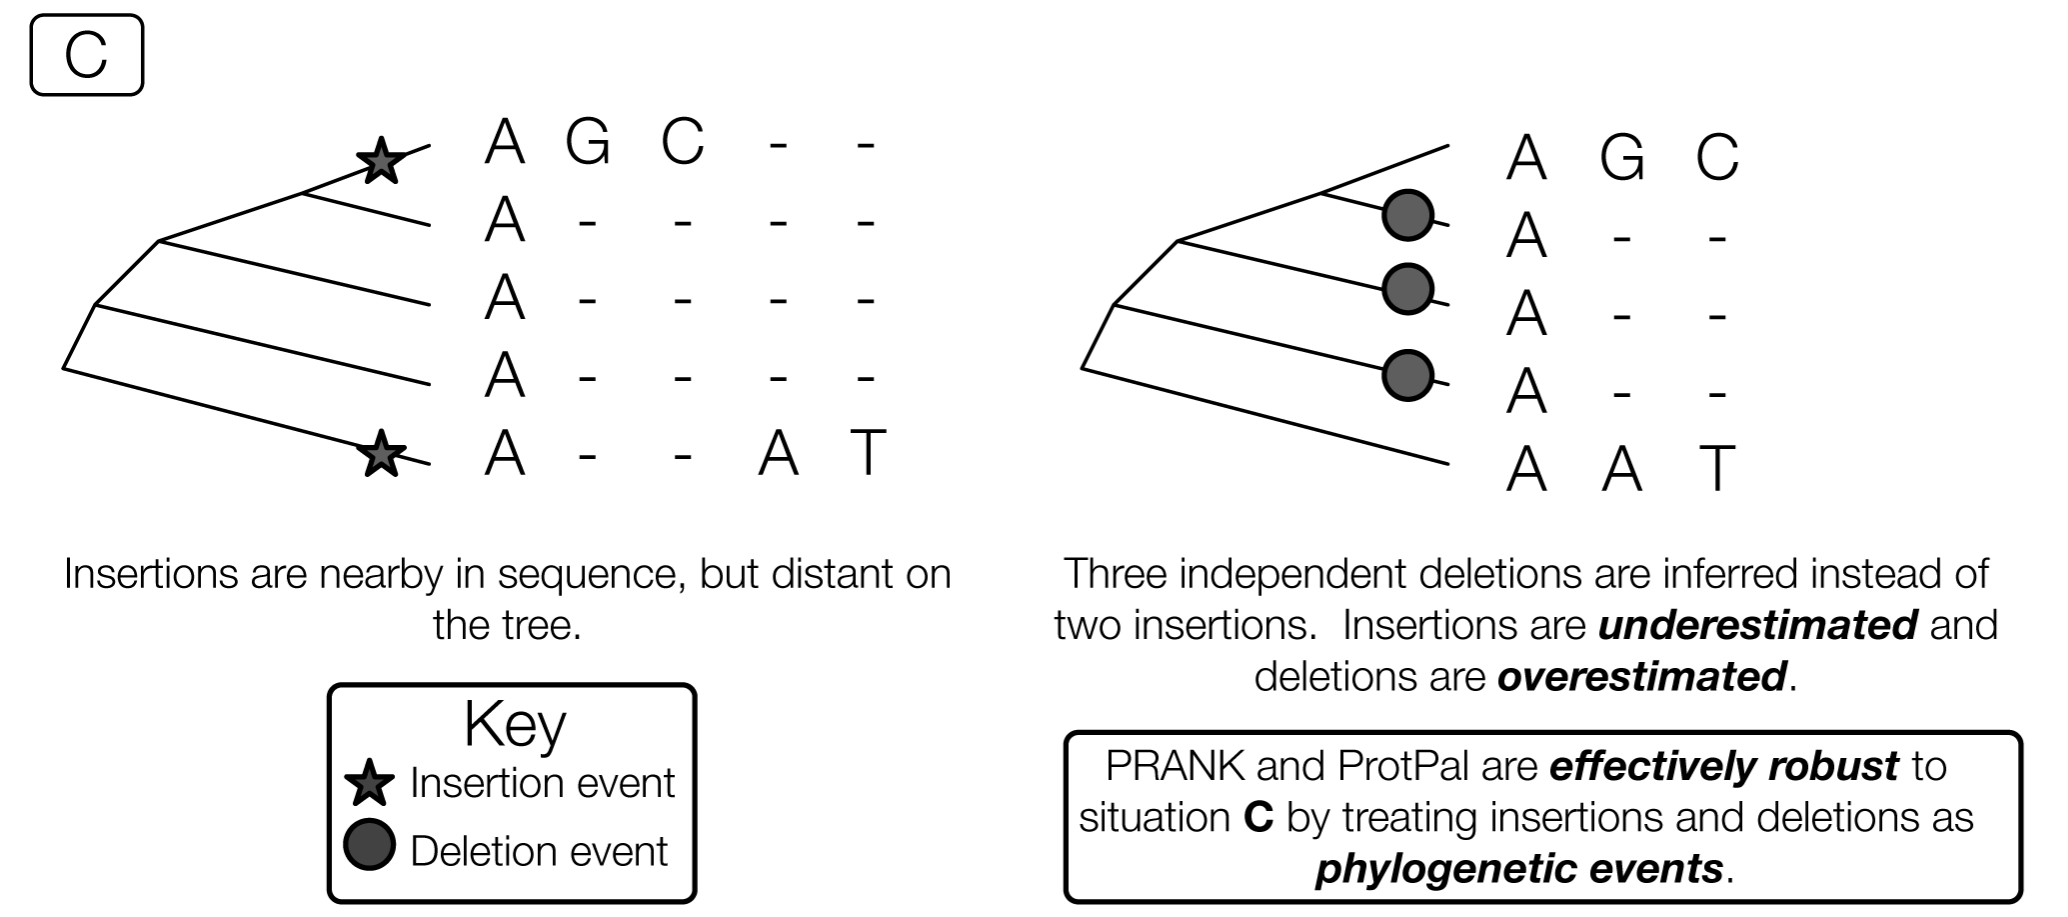 C
A G C - -
A - - - -
A - - - -
A - - - -
A - - A T
A G C
A - -
A - -
A - -
A A T
Insertions are nearby in sequence, but distant on
the tree.
Three independent deletions are inferred instead of
two insertions.  Insertions are underestimated and
deletions are overestimated.
Key
Insertion event
Deletion event
PRANK and ProtPal are effectively robust to
situation C by treating insertions and deletions as
phylogenetic events.